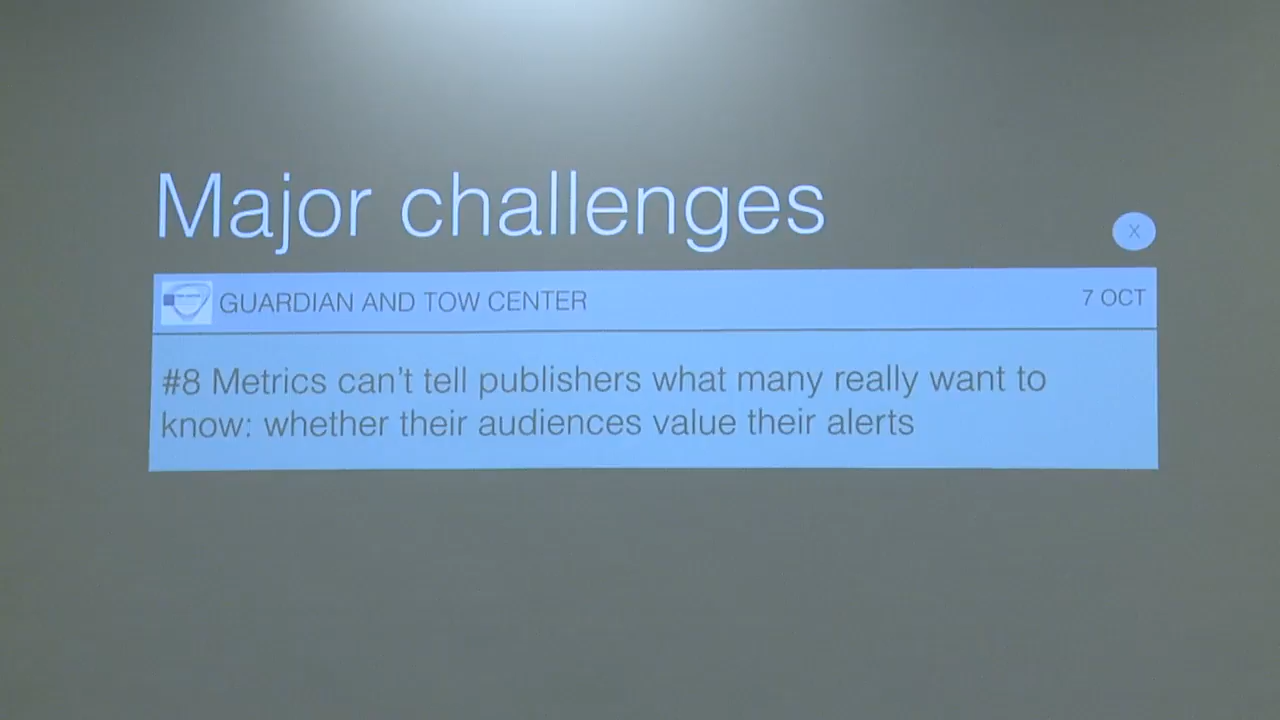 Major challenges
X
GUARDIAN AND TOW CENTER
7 OCT
#8 Metrics can't tell publishers what many really want to
know: whether their audiences value their alerts